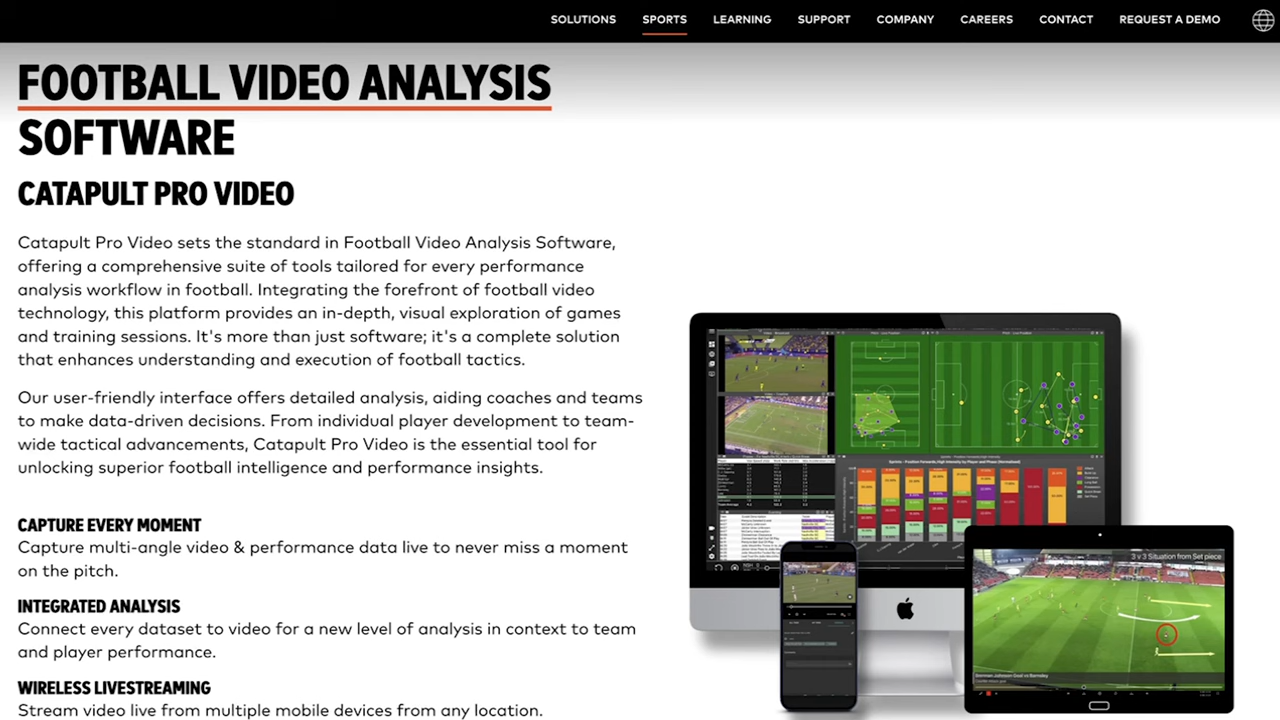 SOLUTIONS SPORTS LEARNING SUPPORT COMPANY CAREERS CONTACT REQUEST A DEMO
FOOTBALL VIDEO ANALYSIS
SOFTWARE
CATAPULT PRO VIDEO
Catapult Pro Video sets the standard in Football Video Analysis Software,
offering a comprehensive suite of tools tailored for every performance
analysis workflow in football. Integrating the forefront of football video
technology, this platform provides an in-depth, visual exploration of games
and training sessions. It's more than just software; it's a complete solution
that enhances understanding and execution of football tactics.
Our user-friendly interface offers detailed analysis, aiding coaches and teams
to make data-driven decisions. From individual player development to team-
wide tactical advancements, Catapult Pro Video is the essential tool for
unlocking superior football intelligence and performance insights.
CAPTURE EVERY MOMENT
Capture multi-angle video & performance data live to never miss a moment
on the pitch.
INTEGRATED ANALYSIS
Connect every dataset to video for a new level of analysis in context to team
and player performance.
WIRELESS LIVESTREAMING
Stream video live from multiple mobile devices from any location.
3 v 3 Situation from Set piece